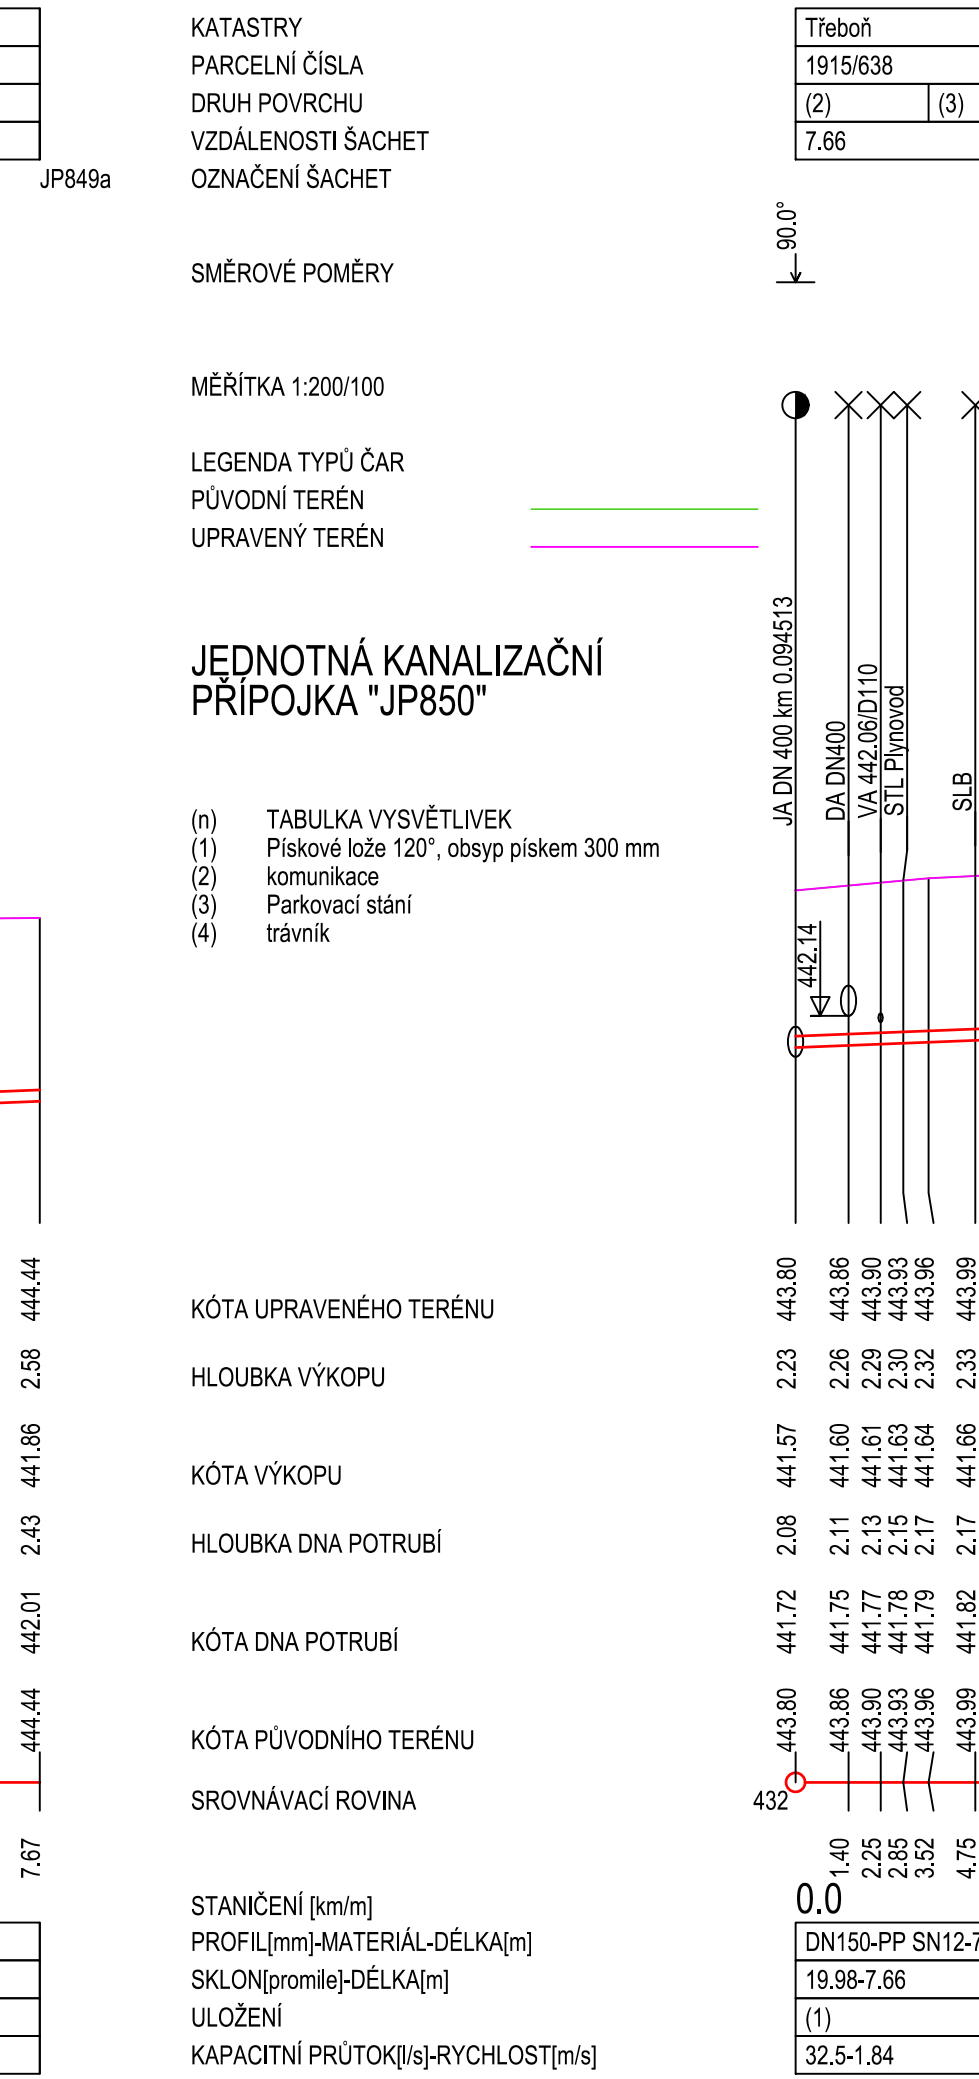 KATASTRY
Třeboň
PARCELNÍ ČÍSLA
1915/638
DRUH POVRCHU
(2) (3)
VZDÁLENOSTI ŠACHET
7.66
JP849a
OZNAČENÍ ŠACHET
90.0°
SMĚROVÉ POMĚRY
MĚŘÍTKA 1:200/100
LEGENDA TYPŮ ČAR
PŮVODNÍ TERÉN
UPRAVENÝ TERÉN
JA DN 400 km 0.094513
DA DN400
VA 442.06/D110
STL Plynovod
SLB
JEDNOTNÁ KANALIZAČNÍ
PŘÍPOJKA "JP850"
(n) TABULKA VYSVĚTLIVEK
(1) Pískové lože 120°, obsyp pískem 300 mm
(2) komunikace
(3) Parkovací stání
(4) trávník
442.14
444.44
KÓTA UPRAVENÉHO TERÉNU
443.80 443.86 443.90 443.93 443.96 443.99
2.58
HLOUBKA VÝKOPU
2.23 2.26 2.29 2.30 2.32 2.33
441.86
KÓTA VÝKOPU
441.57 441.60 441.61 441.63 441.64 441.66
2.43
HLOUBKA DNA POTRUBÍ
2.08 2.11 2.13 2.15 2.17 2.17
442.01
KÓTA DNA POTRUBÍ
441.72 441.75 441.77 441.78 441.79 441.82
444.44
KÓTA PŮVODNÍHO TERÉNU
443.80 443.86 443.90 443.93 443.96 443.99
SROVNÁVACÍ ROVINA
432
7.67
1.40 2.25 2.85 3.52 4.75
STANIČENÍ [km/m]
0.0
PROFIL[mm]-MATERIÁL-DÉLKA[m]
DN150-PP SN12-7
SKLON[promile]-DÉLKA[m]
19.98-7.66
ULOŽENÍ
(1)
KAPACITNÍ PRŮTOK[l/s]-RYCHLOST[m/s]
32.5-1.84